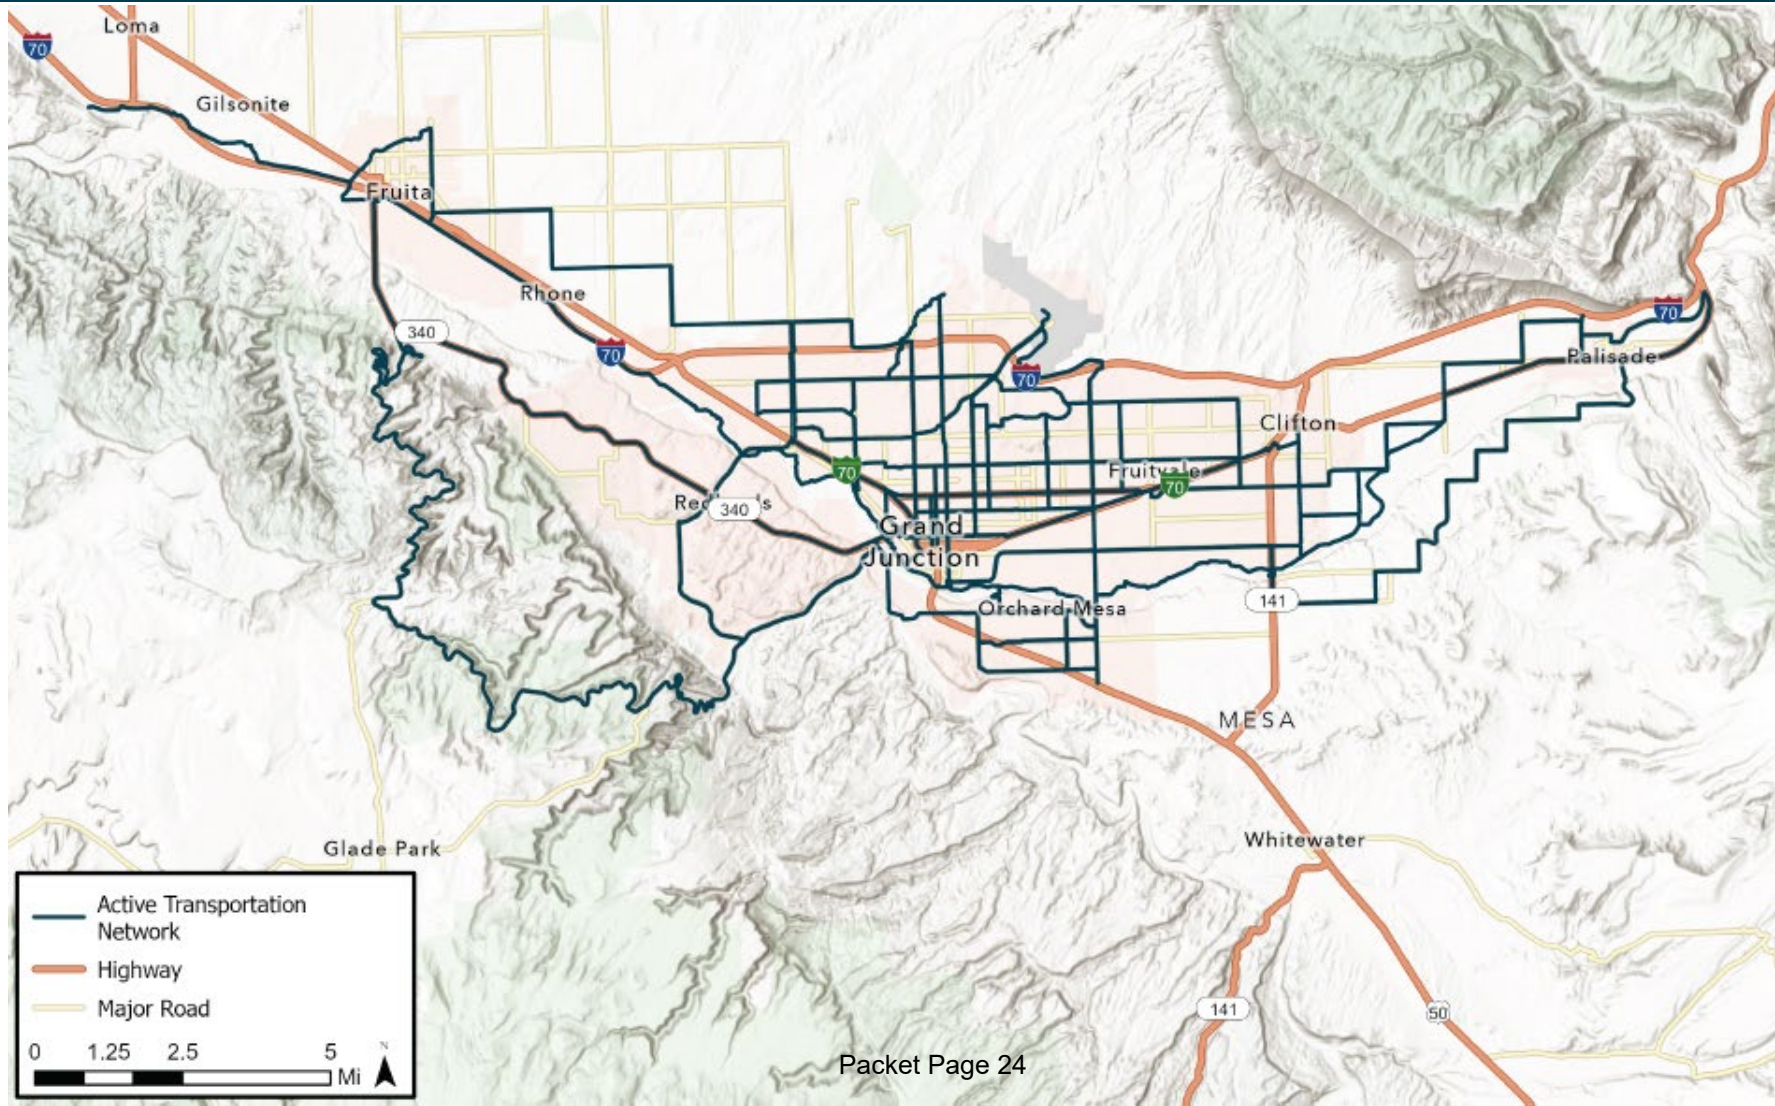 Loma
70
Gilsonite
Fruita
Rhone
70
340
70
Palisade
70
Clifton
70
Fruitvale
70
340
Grand
Junction
Orchard Mesa
141
MESA
Whitewater
Glade Park
141
50
Active Transportation
Network
Highway
Major Road
0 1.25 2.5 5
Mi
N
Packet Page 24